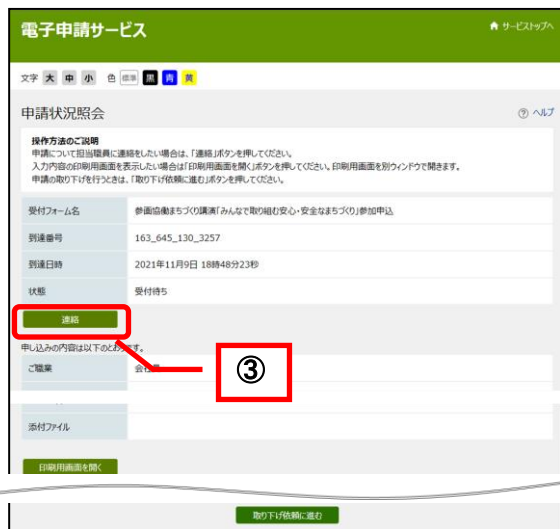 電子申請サービス
サービストップへ
文字 大 中 小 色 標準 黒 青 黄
申請状況照会
ヘルプ
操作方法のご説明
申請について担当職員に連絡をしたい場合は、「連絡」ボタンを押してください。
入力内容の印刷用画面を表示したい場合は「印刷用画面を開く」ボタンを押してください。印刷用画面を別ウィンドウで開きます。
申請の取り下げを行うときは、「取り下げ依頼に進む」ボタンを押してください。
受付フォーム名 参画協働まちづくり講演「みんなで取り組む安心・安全なまちづくり」参加申込
到達番号 163_645_130_3257
到達日時 2021年11月9日 18時48分23秒
状態 受付待ち
連絡
申し込みの内容は以下のとおりです。
ご職業 会社員
③
添付ファイル
印刷用画面を開く
取り下げ依頼に進む